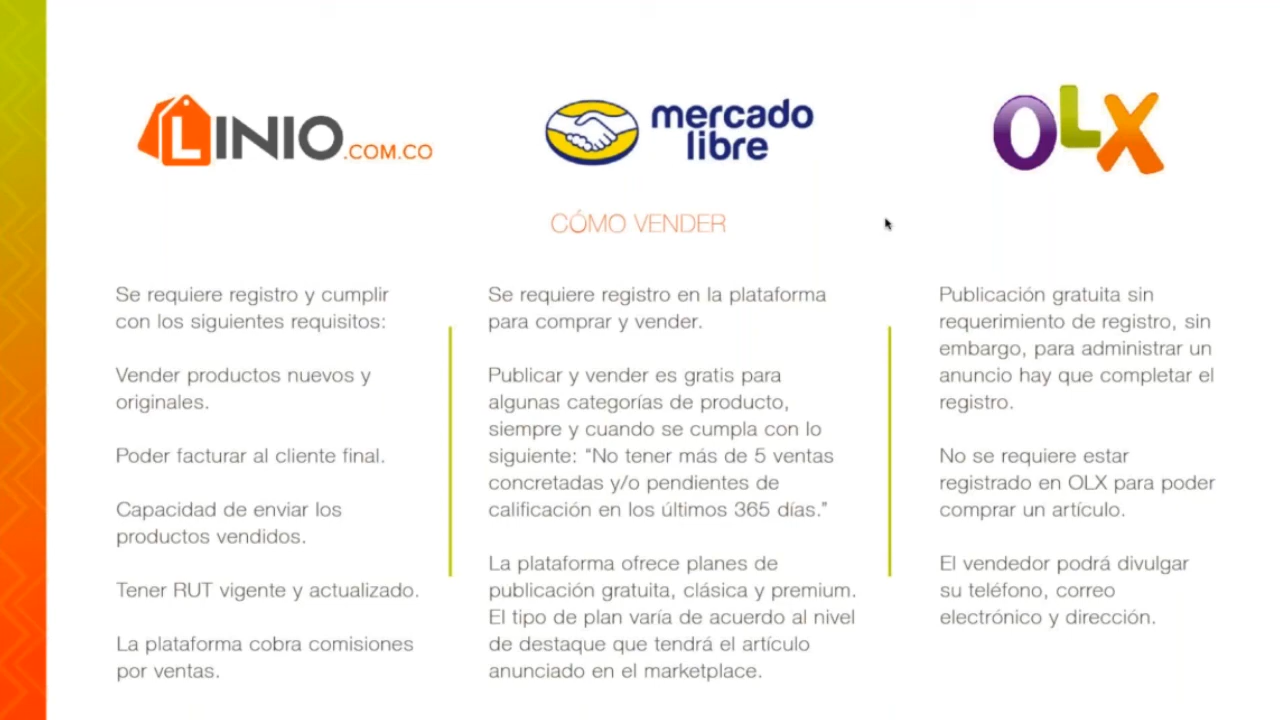 LINIO.COM.CO
mercado
libre
OLX
CÓMO VENDER
Se requiere registro y cumplir
con los siguientes requisitos:
Vender productos nuevos y
originales.
Poder facturar al cliente final.
Capacidad de enviar los
productos vendidos.
Tener RUT vigente y actualizado.
La plataforma cobra comisiones
por ventas.
Se requiere registro en la plataforma
para comprar y vender.
Publicar y vender es gratis para
algunas categorías de producto,
siempre y cuando se cumpla con lo
siguiente: “No tener más de 5 ventas
concretadas y/o pendientes de
calificación en los últimos 365 días.”
La plataforma ofrece planes de
publicación gratuita, clásica y premium.
El tipo de plan varía de acuerdo al nivel
de destaque que tendrá el artículo
anunciado en el marketplace.
Publicación gratuita sin
requerimiento de registro, sin
embargo, para administrar un
anuncio hay que completar el
registro.
No se requiere estar
registrado en OLX para poder
comprar un artículo.
El vendedor podrá divulgar
su teléfono, correo
electrónico y dirección.